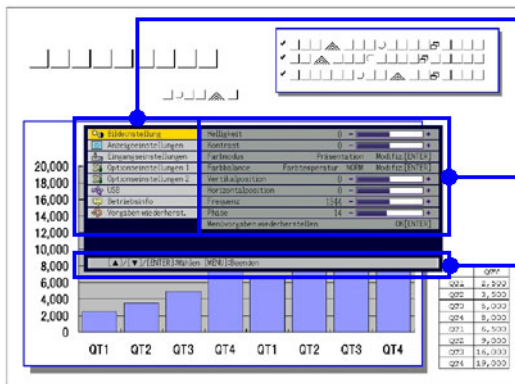 Bildeinstellung
Anzeigeeinstellungen
Eingangseinstellungen
Optionseinstellungen 1
Optionseinstellungen 2
USB
Betriebsinfo
Vorgaben wiederherst.
Helligkeit 0 - +
Kontrast 0 - +
Farbmodus Präsentation Modifiz.[ENTER]
Farbbalance Farbtemperatur NORM Modifiz[ENTER]
Vertikalposition 0 - +
Horizontalposition 0 - +
Frequenz 1344 - +
Phase 14 - +
Menüvorgaben wiederherstellen OK[ENTER]
[▲]/[▼]/[ENTER]:Wählen [MENU]:Beenden
20,000
18,000
16,000
14,000
12,000
10,000
8,000
6,000
4,000
2,000
0
QT1 QT2 QT3 QT4 QT1 QT2 QT3 QT4
QTY
QT1 2,500
QT2 3,500
QT3 5,000
QT4 8,000
QT1 6,500
QT2 9,000
QT3 16,000
QT4 19,000